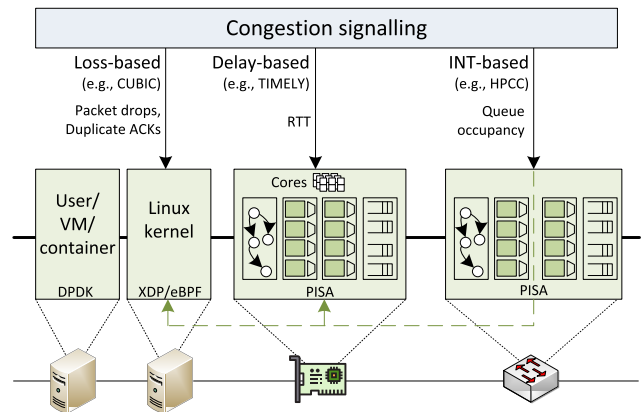 Congestion signalling
Loss-based
(e.g., CUBIC)
Packet drops,
Duplicate ACKs
Delay-based
(e.g., TIMELY)
RTT
INT-based
(e.g., HPCC)
Queue
occupancy
User/
VM/
container
DPDK
Linux
kernel
XDP/eBPF
Cores
PISA
PISA